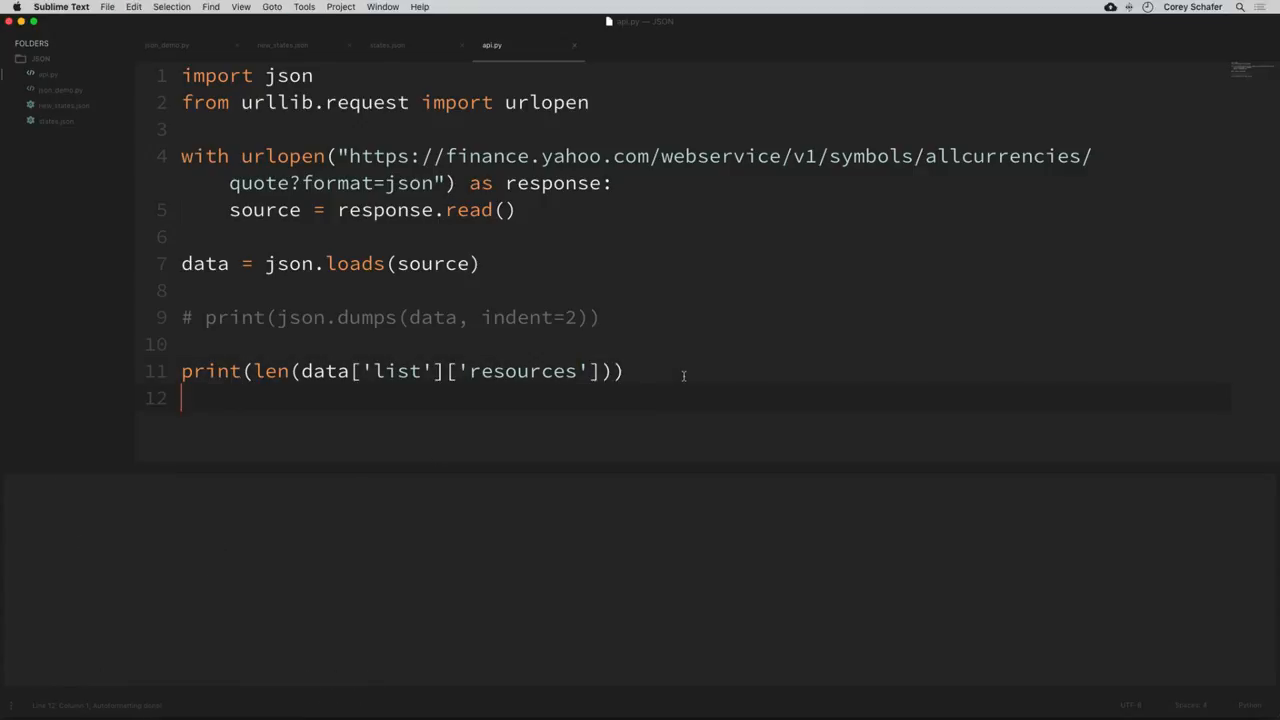 Sublime Text File Edit Selection Find View Goto Tools Project Window Help Corey Schafer
api.py — JSON
FOLDERS
JSON
api.py
json_demo.py
new_states.json
states.json
json_demo.py × new_states.json × states.json × api.py ×
1 import json
2 from urllib.request import urlopen
3
4 with urlopen("https://finance.yahoo.com/webservice/v1/symbols/allcurrencies/
quote?format=json") as response:
5 source = response.read()
6
7 data = json.loads(source)
8
9 # print(json.dumps(data, indent=2))
10
11 print(len(data['list']['resources']))
12
Line 12, Column 1; Autoformatting done! UTF-8 Spaces: 4 Python